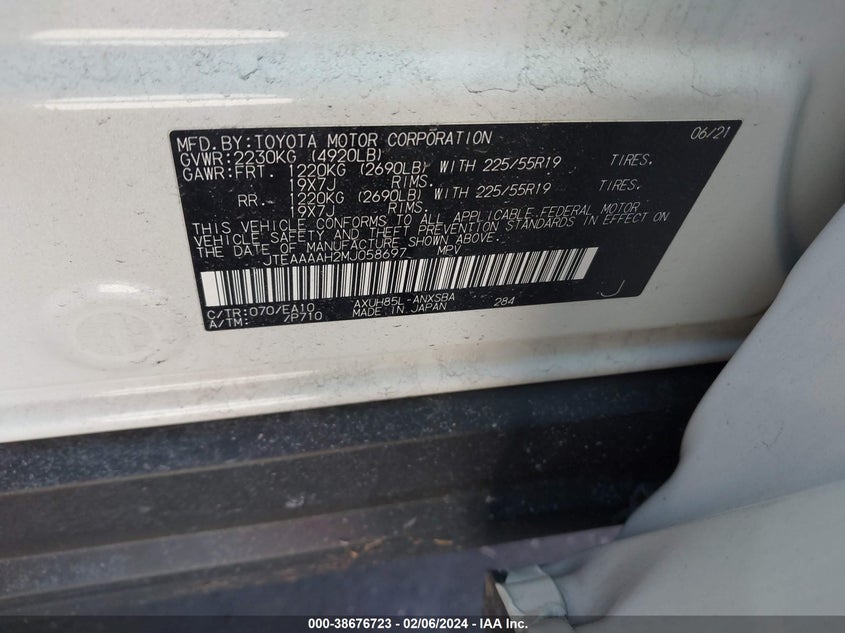 MFD.BY:TOYOTA MOTOR CORPORATION 06/21
GVWR:2230KG (4920LB)
GAWR:FRT. 1220KG (2690LB) WITH 225/55R19 TIRES.
19X7J RIMS.
RR. 1220KG (2690LB) WITH 225/55R19 TIRES.
19X7J RIMS.
THIS VEHICLE CONFORMS TO ALL APPLICABLE FEDERAL MOTOR
VEHICLE SAFETY AND THEFT PREVENTION STANDARDS IN EFFECT ON
THE DATE OF MANUFACTURE SHOWN ABOVE.
JTEAAAAH2MJ058697 MPV
C/TR:070/EA10 AXUH85L-ANXSBA 284 J
A/TM: /P710 MADE IN JAPAN
000-38676723 - 02/06/2024 - IAA Inc.